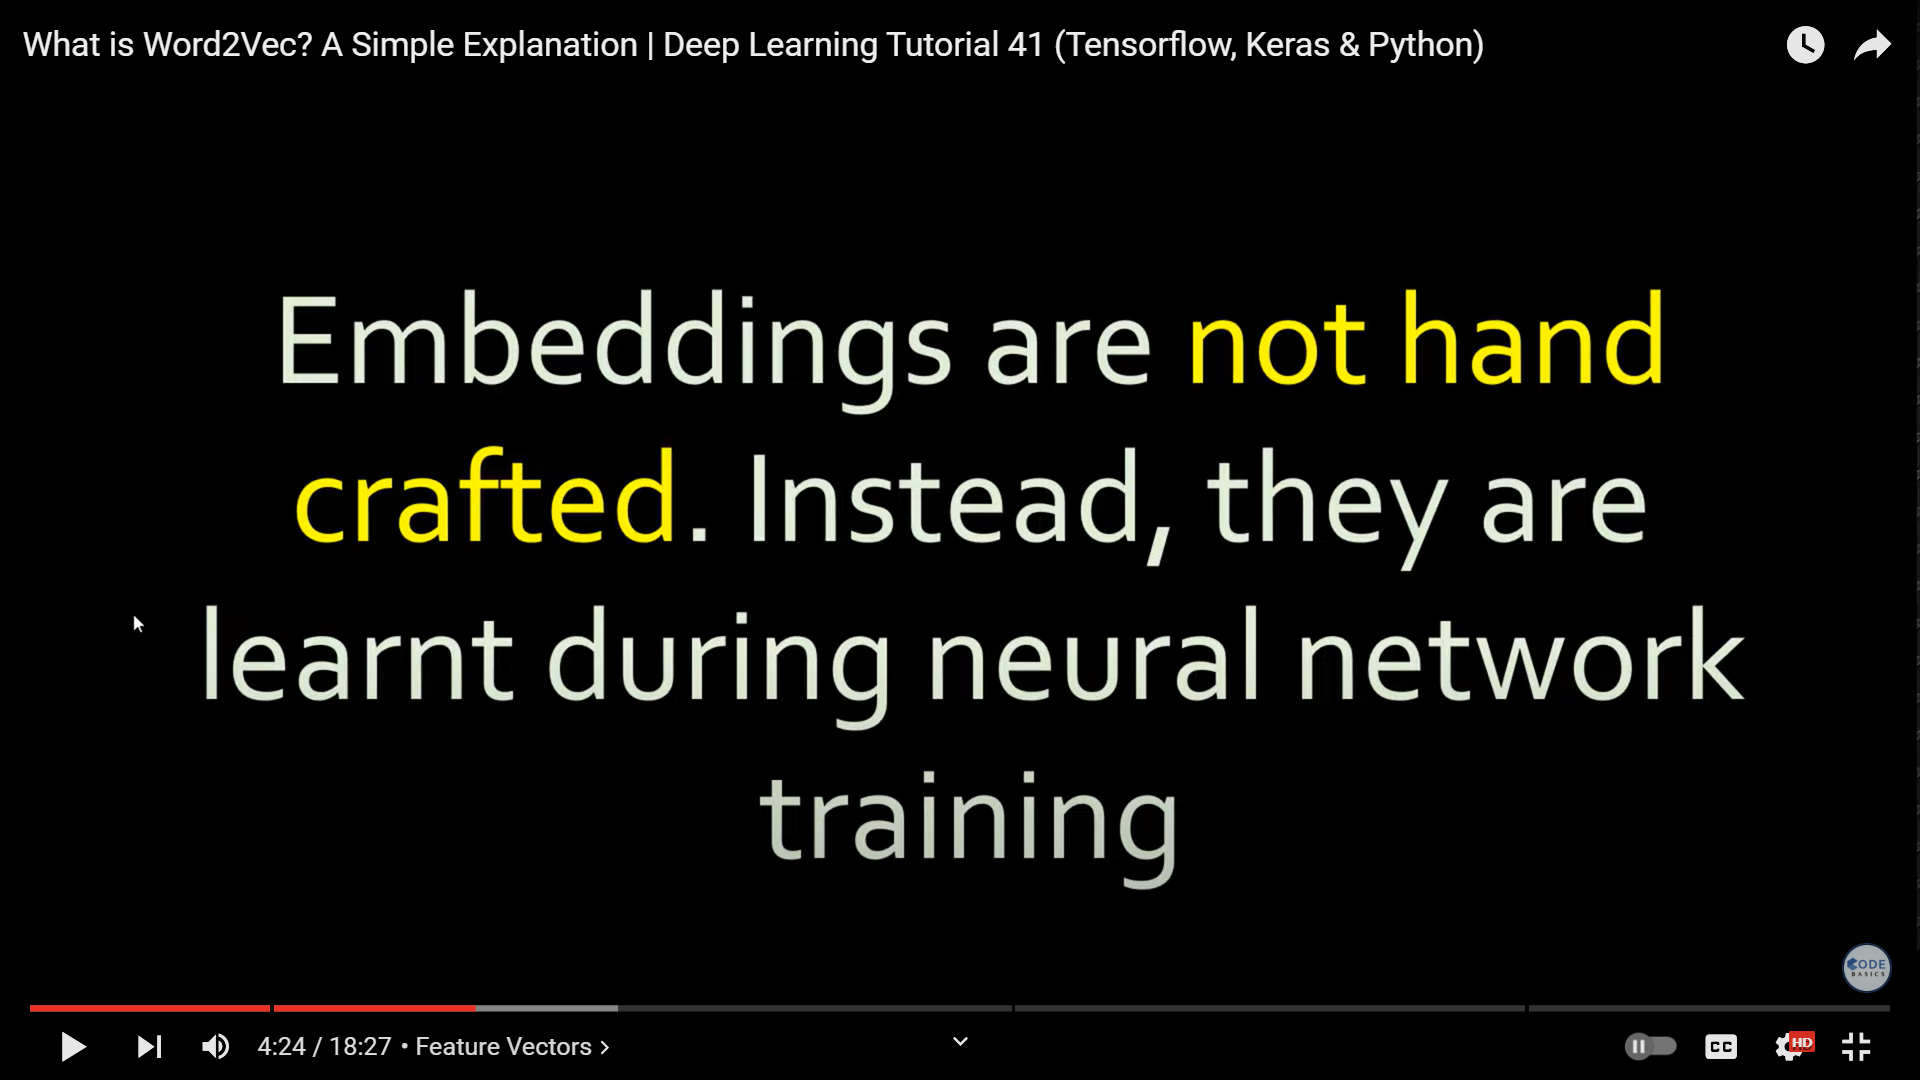 What is Word2Vec? A Simple Explanation | Deep Learning Tutorial 41 (Tensorflow, Keras & Python)
Embeddings are not hand
crafted. Instead, they are
learnt during neural network
training
CODE
BASICS
4:24 / 18:27 • Feature Vectors >
CC
HD